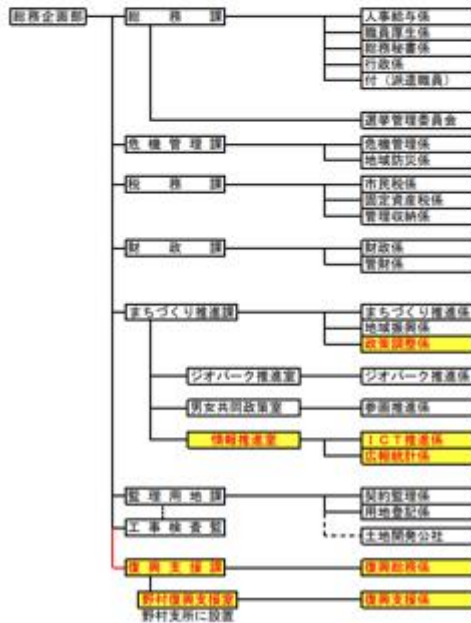 総務企画部
総務課
人事給与係
職員厚生係
総務秘書係
行政係
付（派遣職員）
選挙管理委員会
危機管理課
危機管理係
地域防災係
税務課
市民税係
固定資産税係
管理収納係
財政課
財政係
管財係
まちづくり推進課
まちづくり推進係
地域振興係
政策調整係
ジオパーク推進室
ジオパーク推進係
男女共同政策室
参画推進係
情報推進室
ＩＣＴ推進係
広報統計係
監理用地課
契約監理係
用地登記係
工事検査監
土地開発公社
復興支援課
復興総務係
野村復興支援室
復興支援係
野村支所に設置